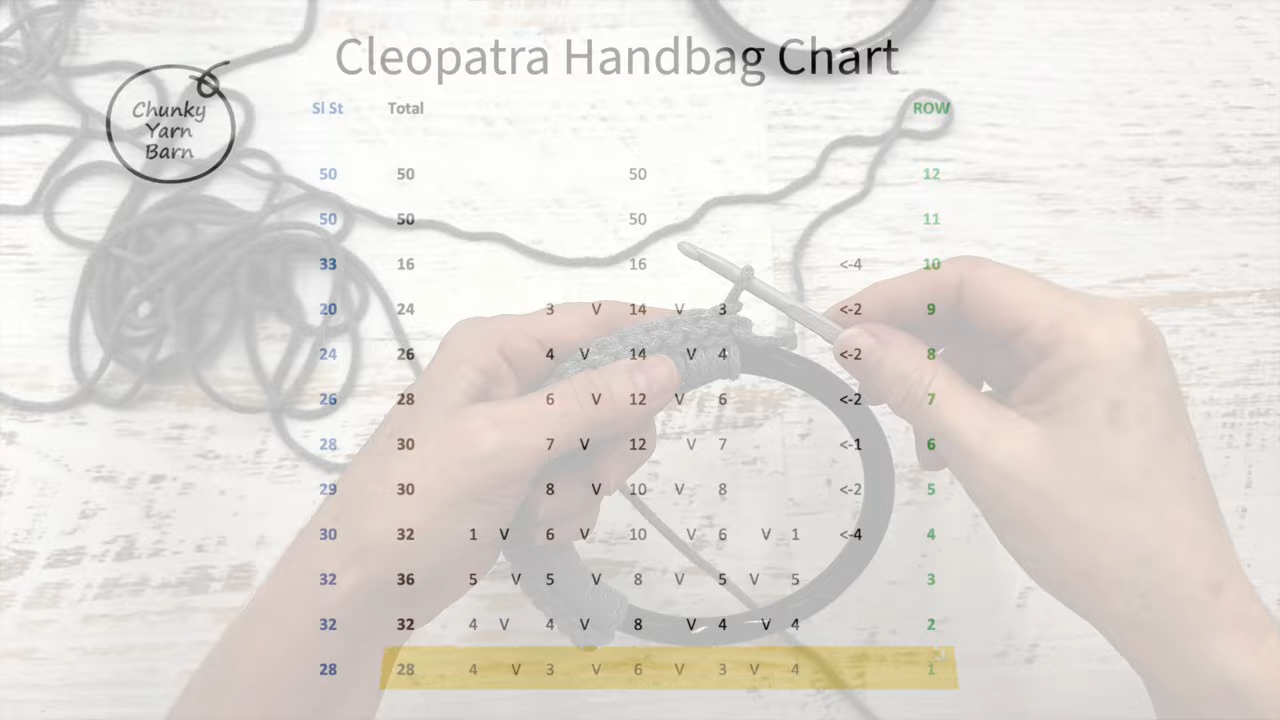 Cleopatra Handbag Chart
Chunky
Yarn
Barn
Sl St Total ROW
50 50 50 12
50 50 50 11
33 16 16 <-4 10
20 24 3 V 14 V 3 <-2 9
24 26 4 V 14 V 4 <-2 8
26 28 6 V 12 V 6 <-2 7
28 30 7 V 12 V 7 <-1 6
29 30 8 V 10 V 8 <-2 5
30 32 1 V 6 V 10 V 6 V 1 <-4 4
32 36 5 V 5 V 8 V 5 V 5 3
32 32 4 V 4 V 8 V 4 V 4 2
28 28 4 V 3 V 6 V 3 V 4 1